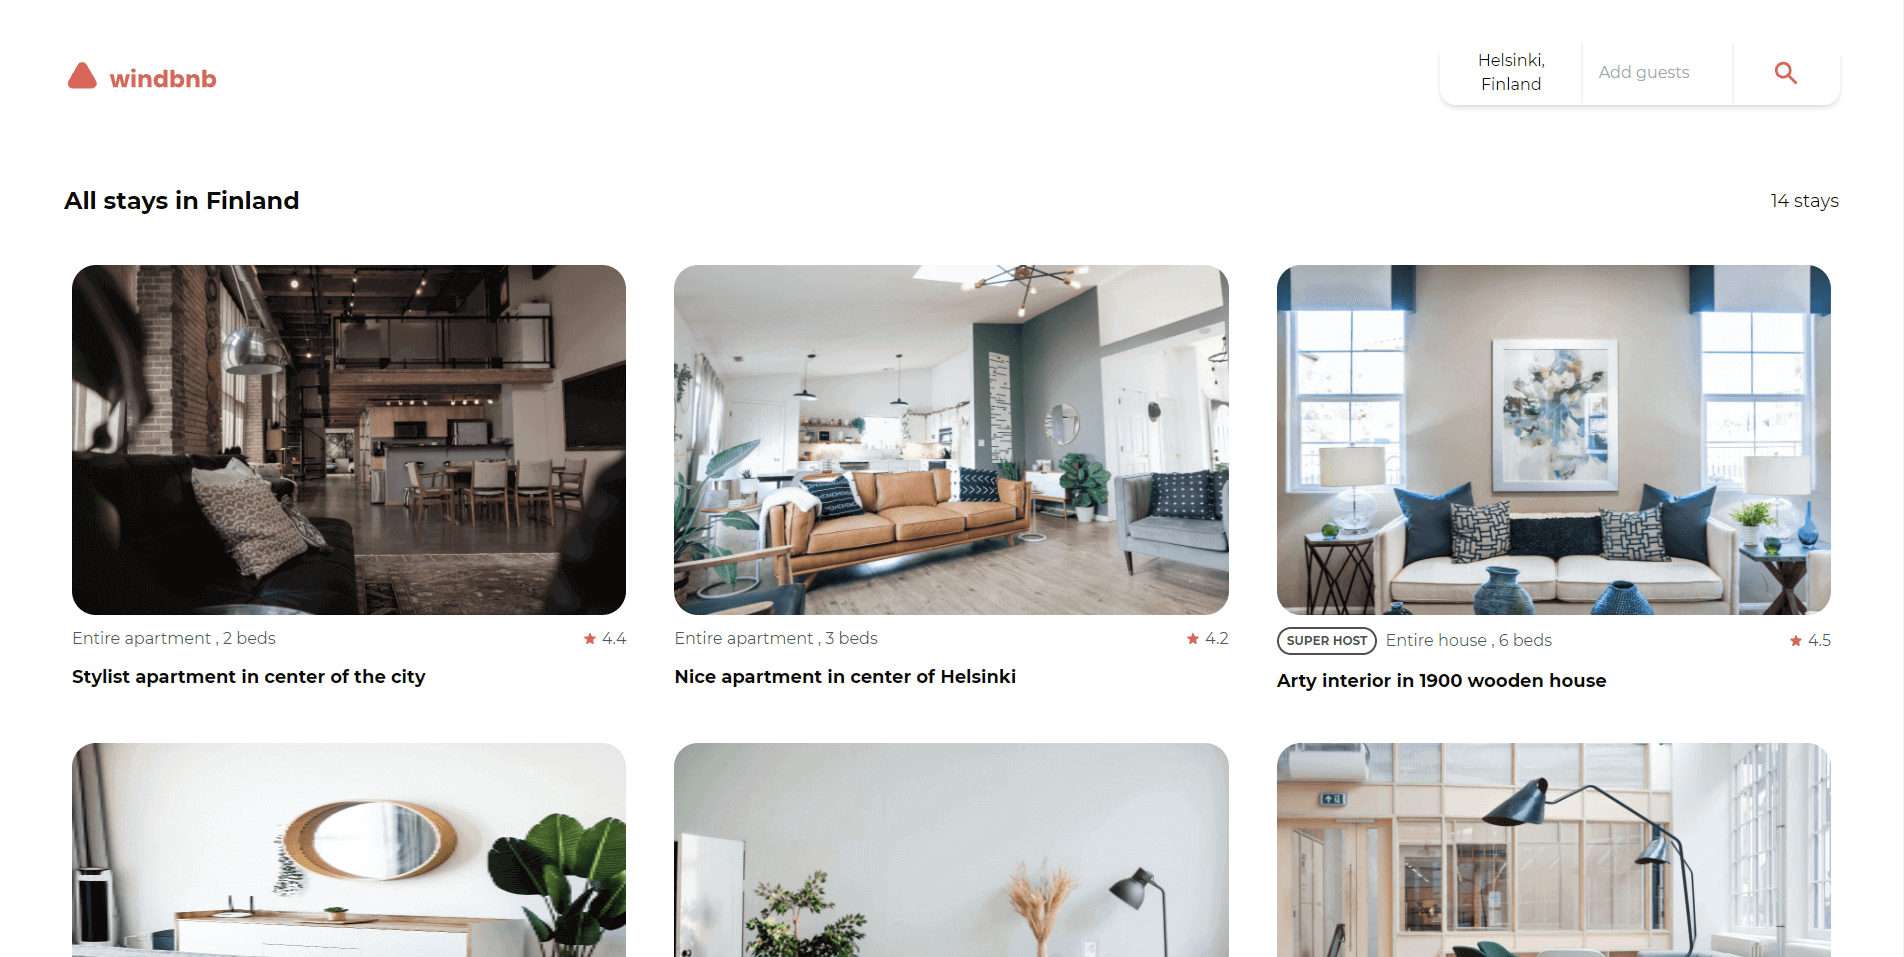 windbnb
Helsinki,
Finland
Add guests
All stays in Finland
14 stays
Entire apartment , 2 beds
4.4
Stylist apartment in center of the city
Entire apartment , 3 beds
4.2
Nice apartment in center of Helsinki
SUPER HOST
Entire house , 6 beds
4.5
Arty interior in 1900 wooden house